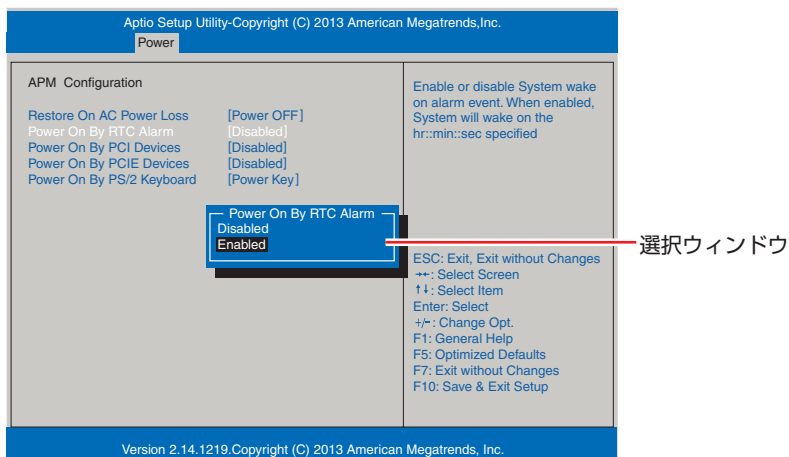 Aptio Setup Utility-Copyright (C) 2013 American Megatrends,Inc.
Power
APM Configuration
Restore On AC Power Loss [Power OFF]
Power On By RTC Alarm [Disabled]
Power On By PCI Devices [Disabled]
Power On By PCIE Devices [Disabled]
Power On By PS/2 Keyboard [Power Key]
Power On By RTC Alarm
Disabled
Enabled
Enable or disable System wake
on alarm event. When enabled,
System will wake on the
hr::min::sec specified
選択ウィンドウ
ESC: Exit, Exit without Changes
→←: Select Screen
↑↓: Select Item
Enter: Select
+/-: Change Opt.
F1: General Help
F5: Optimized Defaults
F7: Exit without Changes
F10: Save & Exit Setup
Version 2.14.1219.Copyright (C) 2013 American Megatrends, Inc.